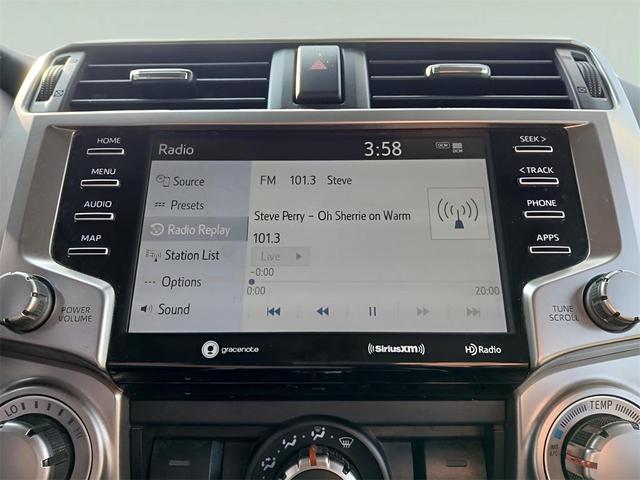 HOME
MENU
AUDIO
MAP
POWER
VOLUME
Radio 3:58
DCM
Source
Presets
Radio Replay
Station List
Options
Sound
FM 101.3 Steve
Steve Perry - Oh Sherrie on Warm
101.3
Live
-0:00
0:00 20:00
gracenote
((SiriusXM))
HD Radio
SEEK >
< TRACK
PHONE
APPS
TUNE
SCROLL
LO
TEMP